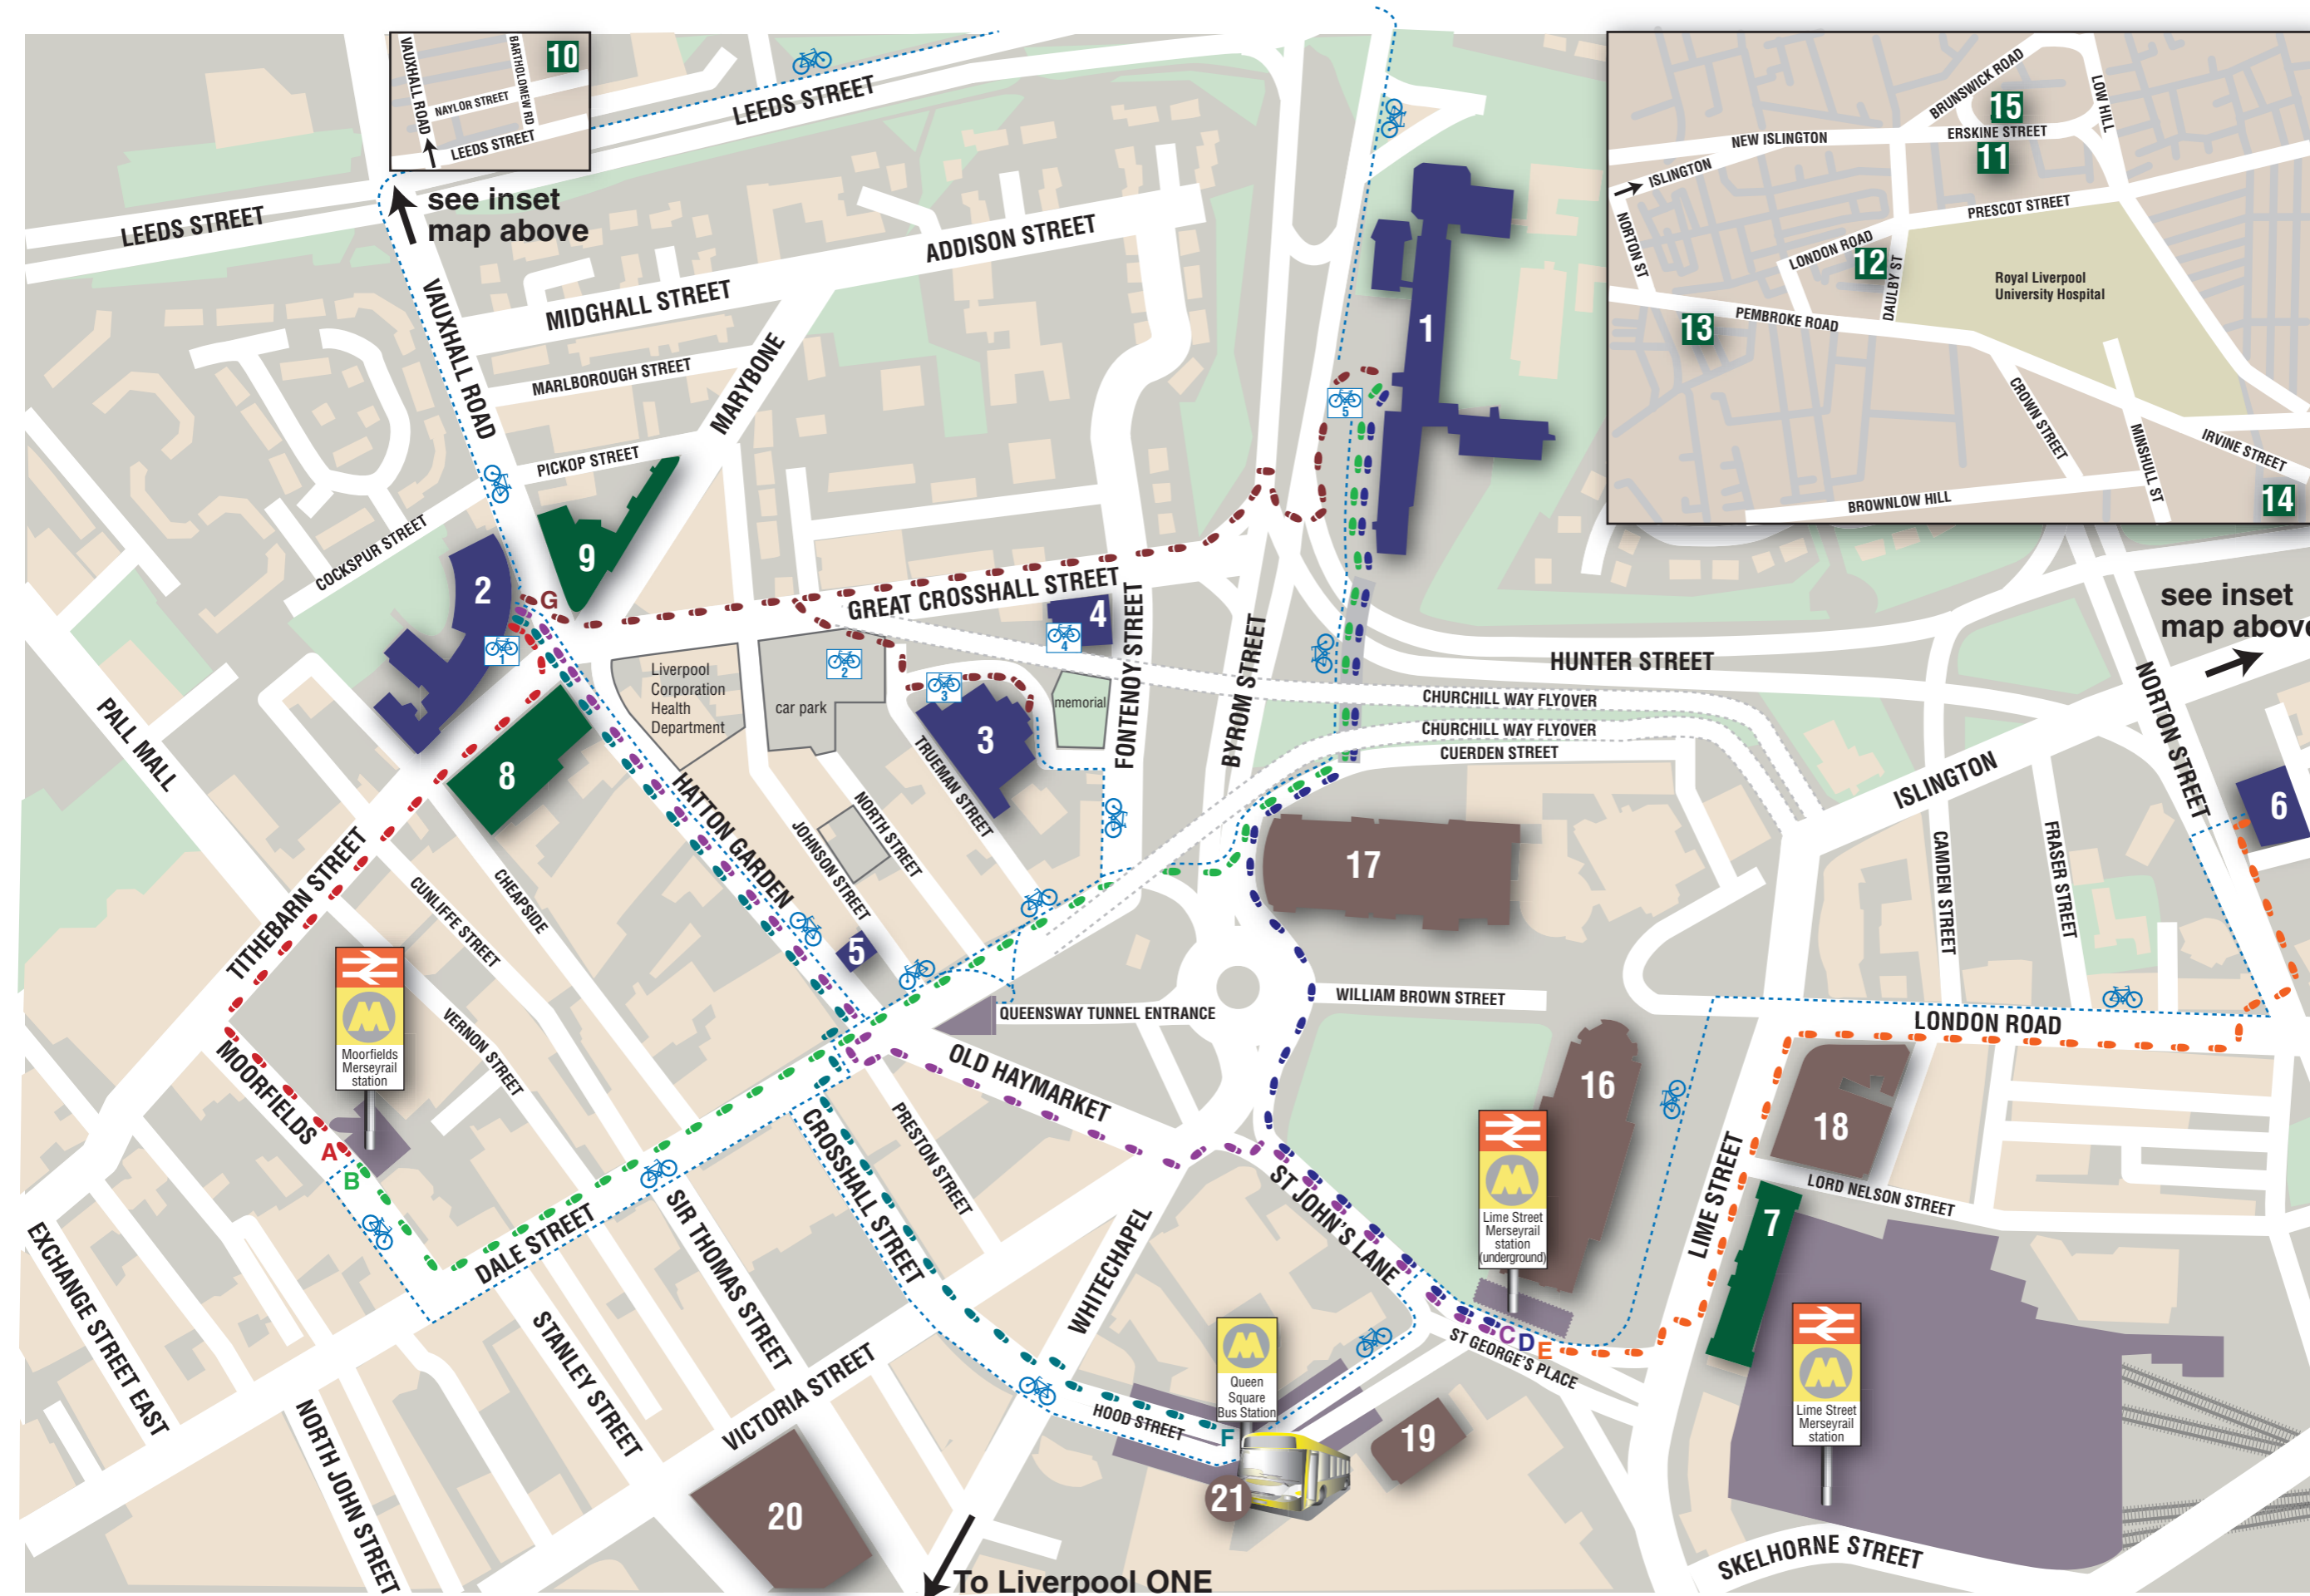 VAUXHALL ROAD
BARTHOLOMEW RD
10
NAYLOR STREET
LEEDS STREET
see inset
map above
LEEDS STREET
LEEDS STREET
BRUNSWICK ROAD
15
LOW HILL
NEW ISLINGTON
ERSKINE STREET
11
ISLINGTON
PRESCOT STREET
NORTON ST
LONDON ROAD
12
DAULBY ST
Royal Liverpool
University Hospital
13
PEMBROKE ROAD
CROWN STREET
MINSHULL ST
IRVINE STREET
BROWNLOW HILL
14
ADDISON STREET
MIDGHALL STREET
VAUXHALL ROAD
MARLBOROUGH STREET
MARYBONE
1
5
PICKOP STREET
COCKSPUR STREET
9
2
G
1
GREAT CROSSHALL STREET
4
4
FONTENOY STREET
BYROM STREET
HUNTER STREET
see inset
map above
NORTON STREET
Liverpool
Corporation
Health
Department
car park
2
3
3
memorial
CHURCHILL WAY FLYOVER
CHURCHILL WAY FLYOVER
CUERDEN STREET
PALL MALL
8
HATTON GARDEN
TRUEMAN STREET
NORTH STREET
JOHNSON STREET
5
17
ISLINGTON
6
CAMDEN STREET
FRASER STREET
TITHEBARN STREET
CUNLIFFE STREET
CHEAPSIDE
VERNON STREET
Moorfields
Merseyrail
station
MOORFIELDS
A
B
QUEENSWAY TUNNEL ENTRANCE
WILLIAM BROWN STREET
LONDON ROAD
OLD HAYMARKET
16
18
CROSSHALL STREET
PRESTON STREET
ST JOHN'S LANE
Lime Street
Merseyrail
station
(underground)
LIME STREET
LORD NELSON STREET
7
EXCHANGE STREET EAST
DALE STREET
SIR THOMAS STREET
WHITECHAPEL
STANLEY STREET
VICTORIA STREET
C
D
E
ST GEORGE'S PLACE
Queen
Square
Bus Station
HOOD STREET
F
19
Lime Street
Merseyrail
station
NORTH JOHN STREET
20
21
SKELHORNE STREET
To Liverpool ONE